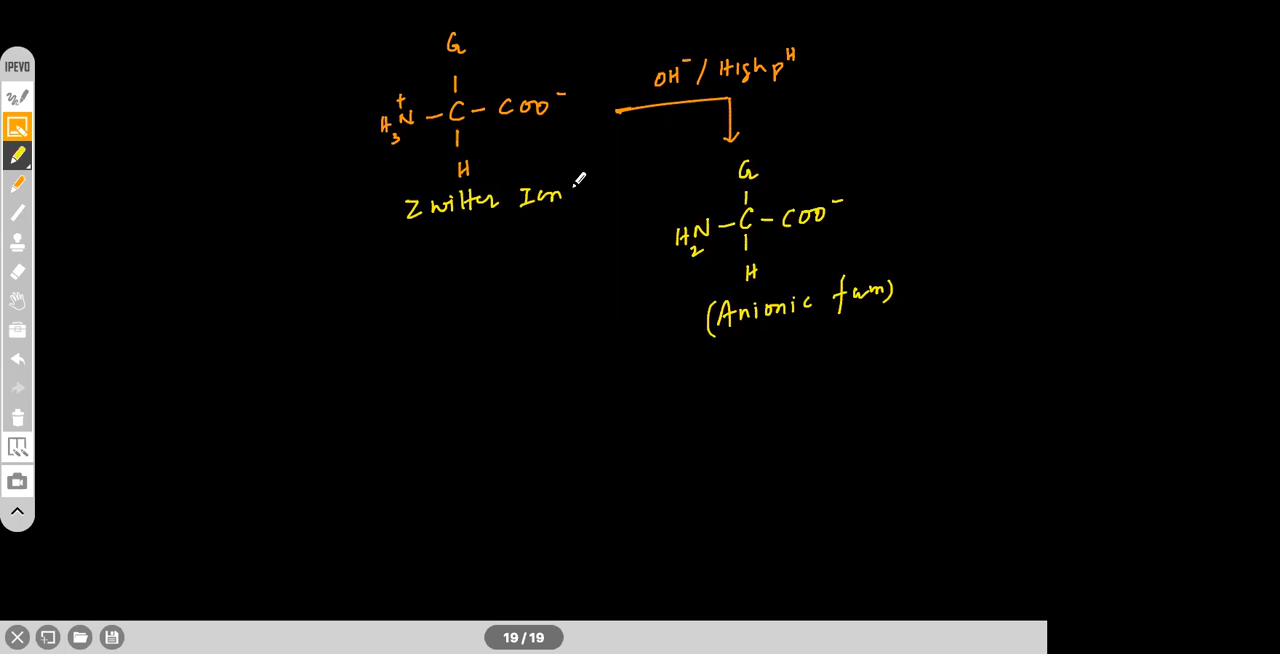 IPEVO
G
H3N+ — C — COO−
H
Zwitter Ion
OH− / High pH
G
H2N — C — COO−
H
(Anionic form)
19 / 19